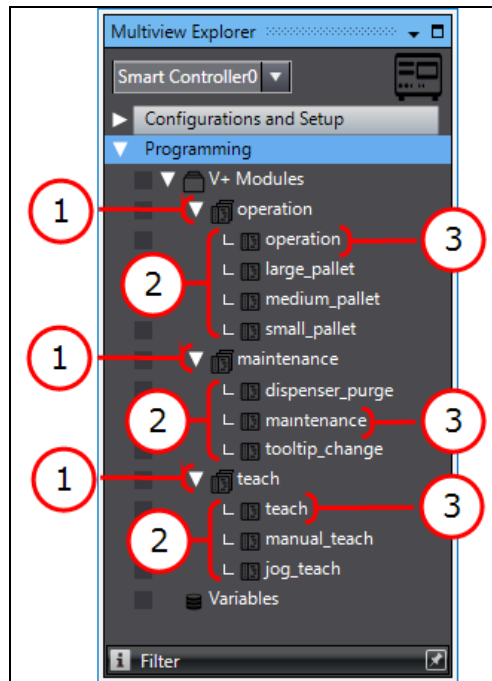 Multiview Explorer
Smart Controller0
Configurations and Setup
Programming
V+ Modules
1
operation
operation
3
2
large_pallet
medium_pallet
small_pallet
1
maintenance
dispenser_purge
2
maintenance
3
tooltip_change
1
teach
teach
3
2
manual_teach
jog_teach
Variables
Filter